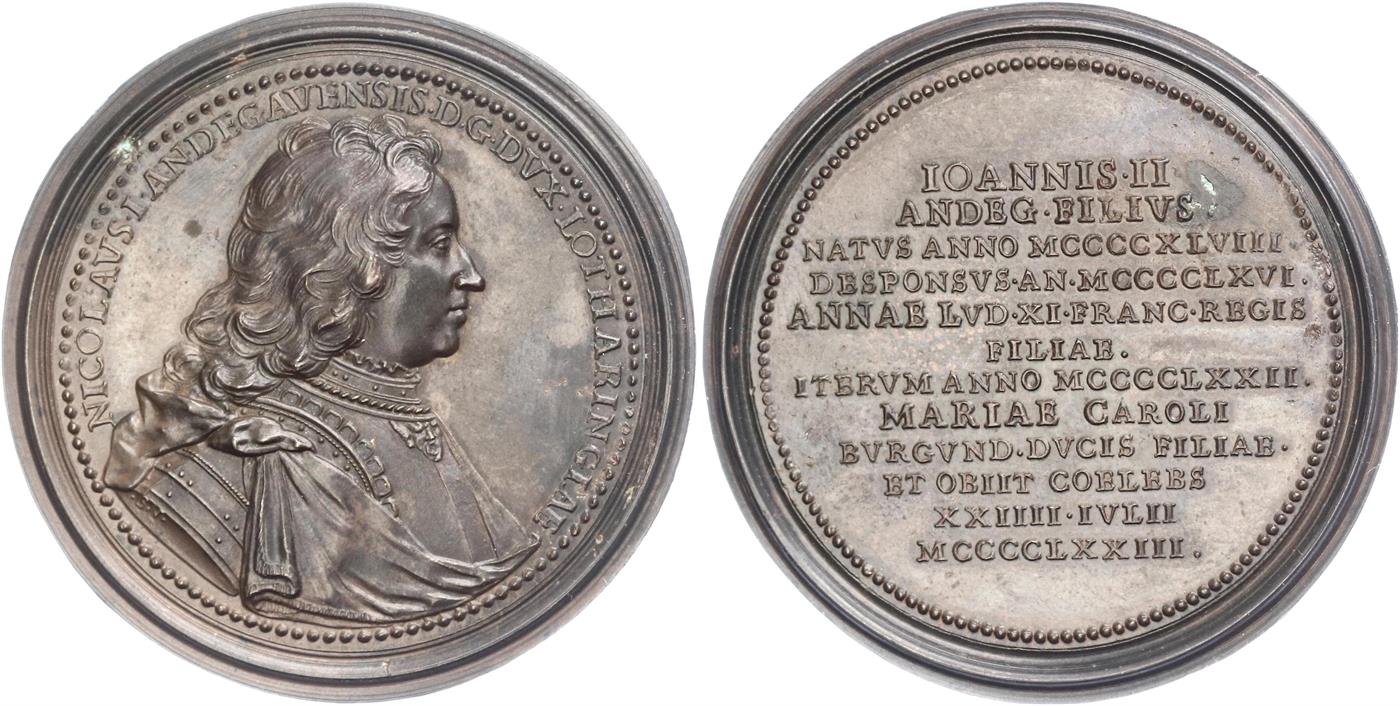 NICOLAVS·I·ANDEGAVENSIS·D·G·DVX·LOTHARINGIAE
IOANNIS·II
ANDEG·FILIVS
NATVS ANNO MCCCCXLVIII·
DESPONSVS·AN·MCCCCLXVI.
ANNAE LVD·XI·FRANC·REGIS
FILIAE.
ITERVM ANNO MCCCCLXXII.
MARIAE CAROLI
BVRGVND·DVCIS FILIAE·
ET OBIIT COELEBS
XXIIII·IVLII
MCCCCLXXIII.